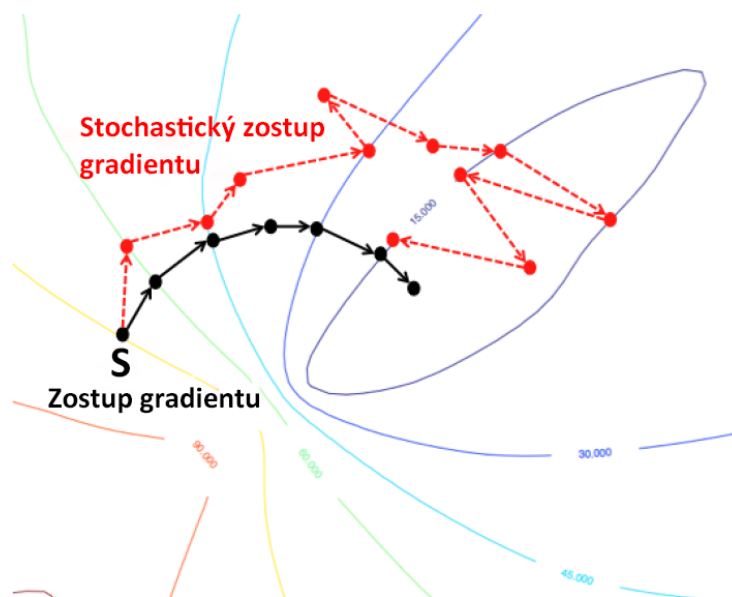 Stochastický zostup
gradientu
15.000
S
Zostup gradientu
90.000
60.000
30.000
45.000